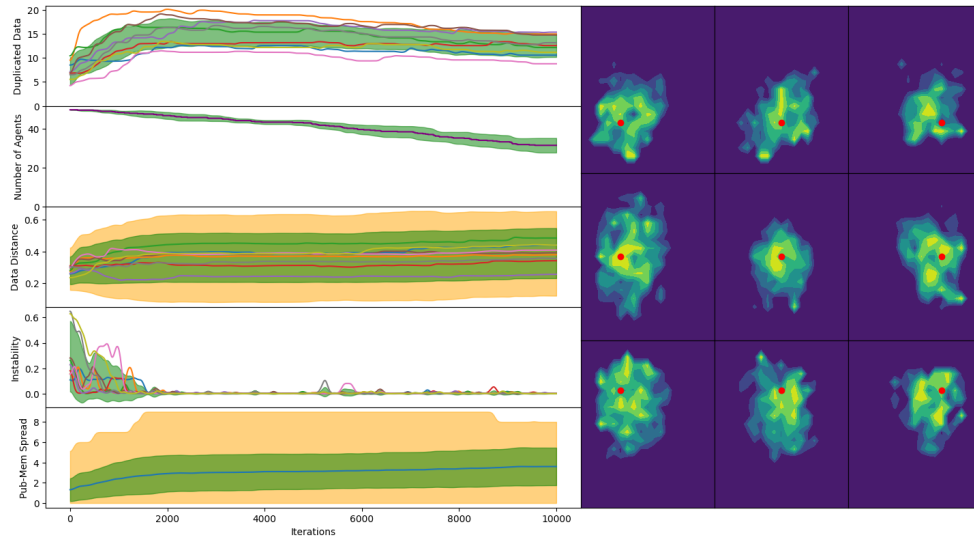 Duplicated Data
20
15
10
5
0
Number of Agents
40
20
0
Data Distance
0.6
0.4
0.2
Instability
0.6
0.4
0.2
0.0
Pub-Mem Spread
8
6
4
2
0
0 2000 4000 6000 8000 10000
Iterations